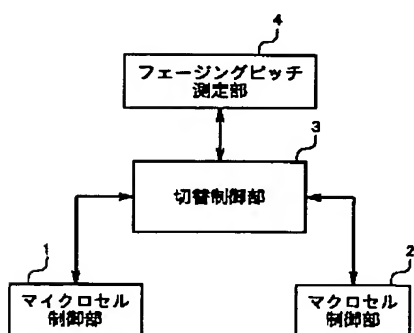 4
フェージングピッチ
測定部
3
切替制御部
1
マイクロセル
制御部
2
マクロセル
制御部